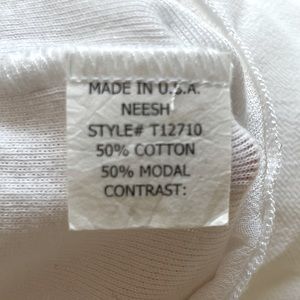 MADE IN U.S.A.
NEESH
STYLE# T12710
50% COTTON
50% MODAL
CONTRAST: